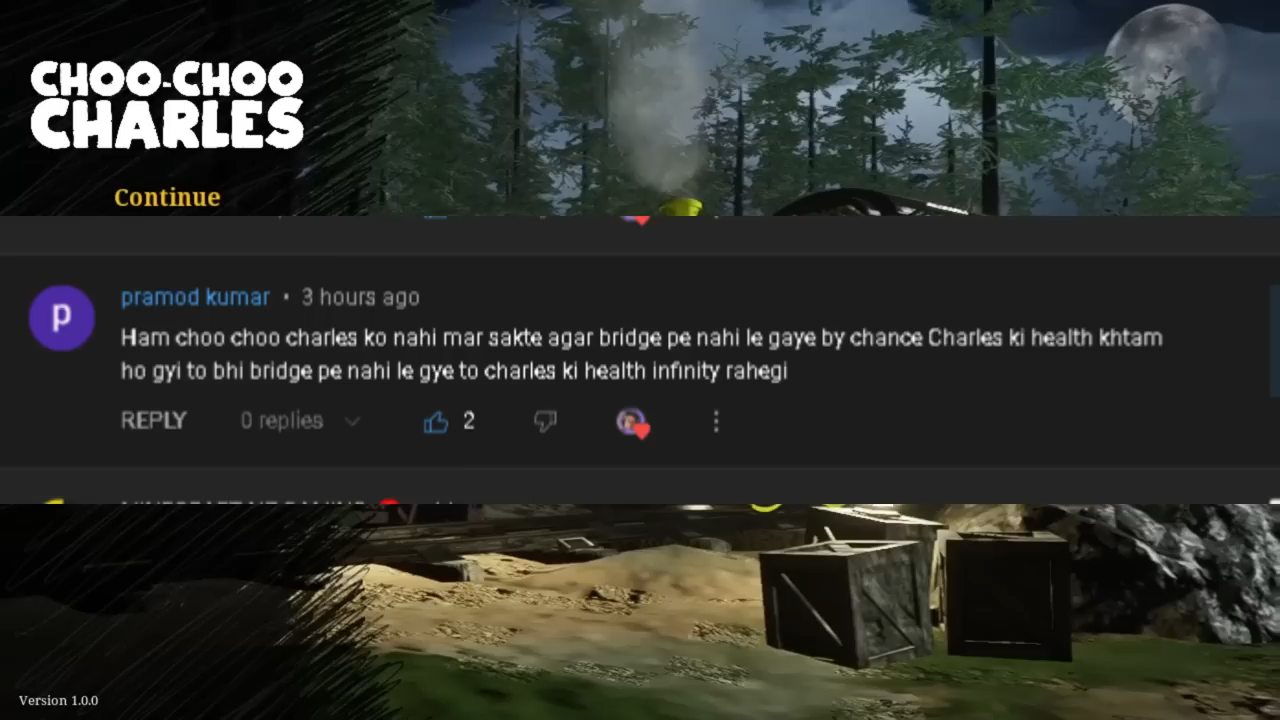 CHOO-CHOO
CHARLES
Continue
P
pramod kumar • 3 hours ago
Ham choo choo charles ko nahi mar sakte agar bridge pe nahi le gaye by chance Charles ki health khtam
ho gyi to bhi bridge pe nahi le gye to charles ki health infinity rahegi
REPLY 0 replies 2
Version 1.0.0